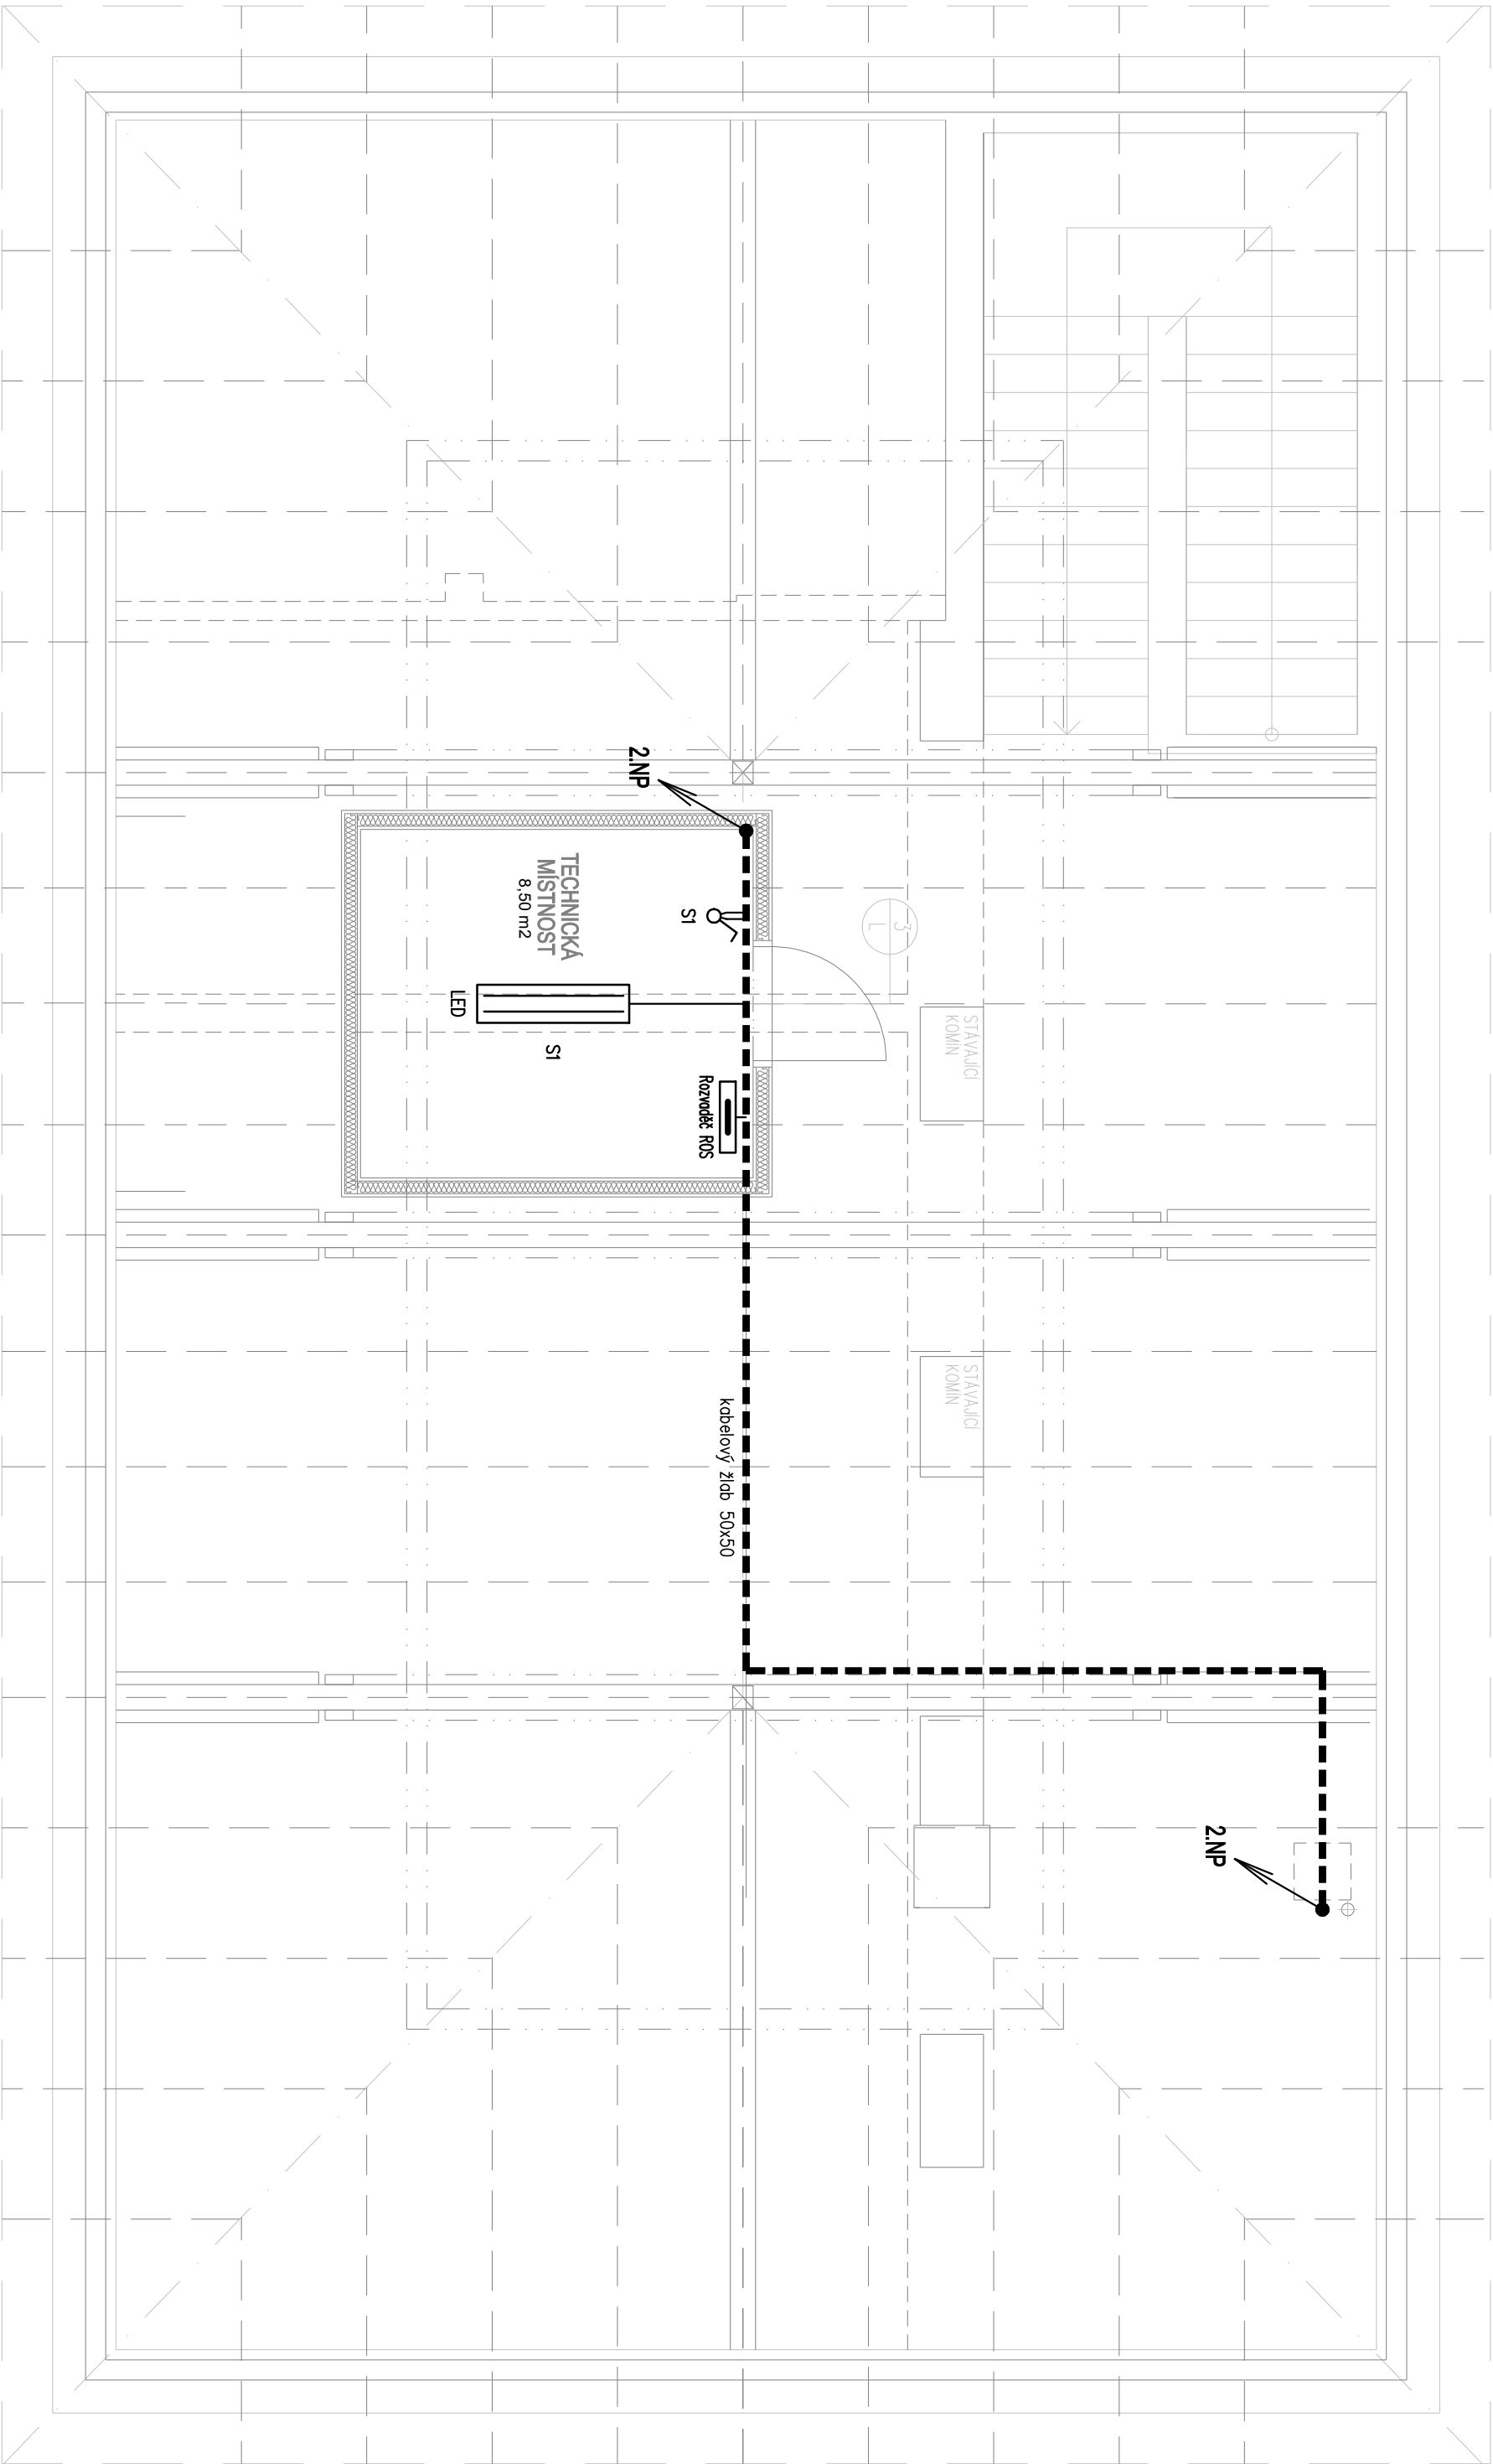 2.NP
TECHNICKÁ
MÍSTNOST
8,50 m2
S1
3
L
LED
S1
STÁVAJÍCÍ
KOMÍN
Rozvaděč ROS
STÁVAJÍCÍ
KOMÍN
kabelový žlab 50x50
2.NP